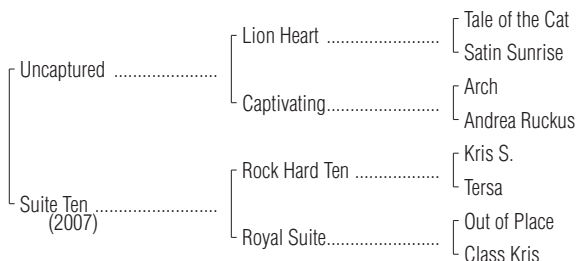 Tale of the Cat
Lion Heart ........................
Satin Sunrise
Uncaptured ......................
Arch
Captivating.......................
Andrea Ruckus
Kris S.
Rock Hard Ten ..................
Tersa
Suite Ten ..........................
(2007)
Out of Place
Royal Suite........................
Class Kris